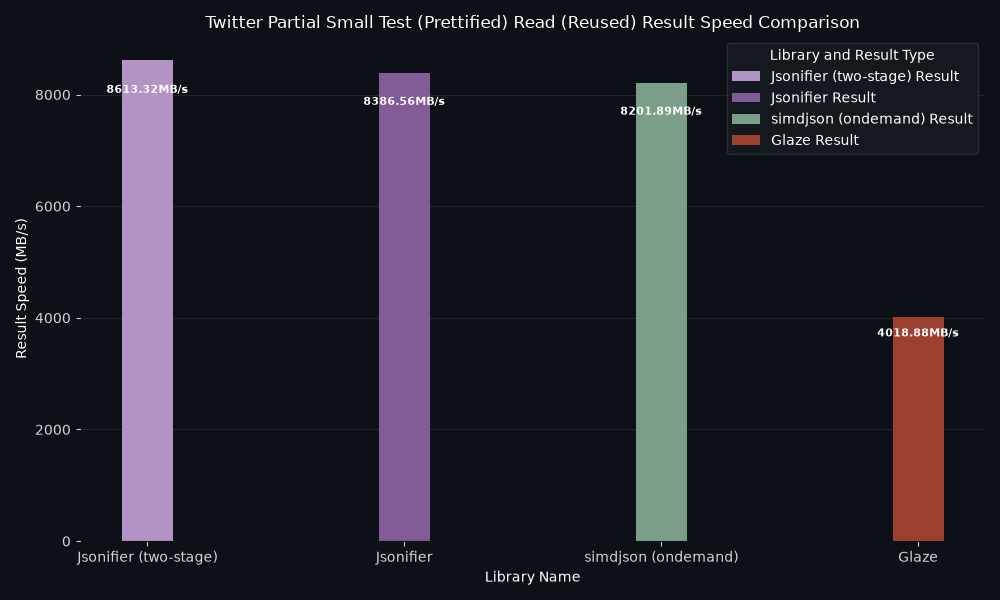 Twitter Partial Small Test (Prettified) Read (Reused) Result Speed Comparison
Library and Result Type
Jsonifier (two-stage) Result
Jsonifier Result
simdjson (ondemand) Result
Glaze Result
8613.32MB/s
8386.56MB/s
8201.89MB/s
4018.88MB/s
Result Speed (MB/s)
8000
6000
4000
2000
0
Jsonifier (two-stage)
Jsonifier
simdjson (ondemand)
Glaze
Library Name